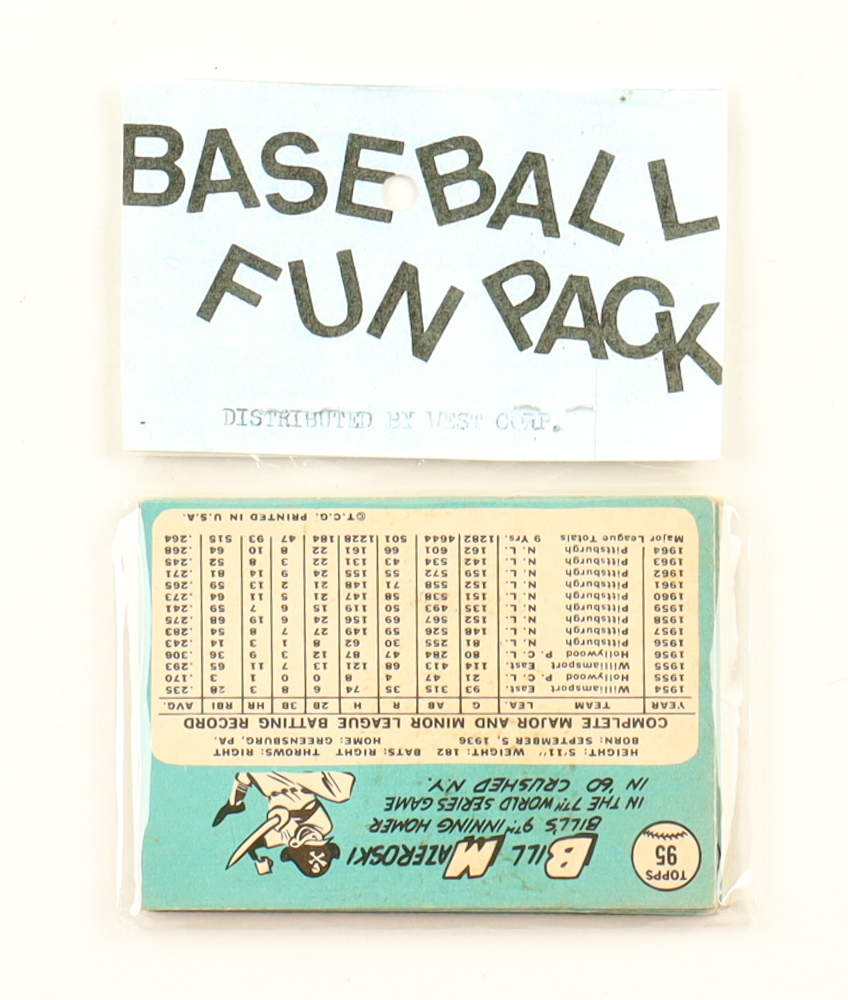 BASEBALL
FUN PACK
DISTRIBUTED BY WEST CORP.
TOPPS
95
BILL MAZEROSKI
BILL'S 9TH INNING HOMER
IN THE 7TH WORLD SERIES GAME
IN '60 CRUSHED N.Y.
HEIGHT: 5'11" WEIGHT: 182 BATS: RIGHT THROWS: RIGHT
BORN: SEPTEMBER 5, 1936 HOME: GREENSBURG, PA.
COMPLETE MAJOR AND MINOR LEAGUE BATTING RECORD
YEAR TEAM LEA. G AB R H 2B 3B HR RBI AVG.
1954 Williamsport East. 93 315 35 74 6 8 3 28 .235
1955 Hollywood P. C. L. 21 47 4 8 0 0 1 3 .170
1955 Williamsport East. 114 413 68 121 13 7 11 65 .293
1956 Hollywood P. C. L. 80 284 47 87 12 3 9 36 .306
1956 Pittsburgh N. L. 81 255 30 62 8 1 3 14 .243
1957 Pittsburgh N. L. 148 526 59 149 27 7 8 54 .283
1958 Pittsburgh N. L. 152 567 69 156 24 6 19 68 .275
1959 Pittsburgh N. L. 135 493 50 119 15 6 7 59 .241
1960 Pittsburgh N. L. 151 538 58 147 21 5 11 64 .273
1961 Pittsburgh N. L. 152 558 71 148 21 2 13 59 .265
1962 Pittsburgh N. L. 159 572 55 155 24 9 14 81 .271
1963 Pittsburgh N. L. 142 534 43 131 22 3 8 52 .245
1964 Pittsburgh N. L. 162 601 66 161 22 8 10 64 .268
Major League Totals 9 Yrs. 1282 4644 501 1228 184 47 93 515 .264
©T.C.G. PRINTED IN U.S.A.